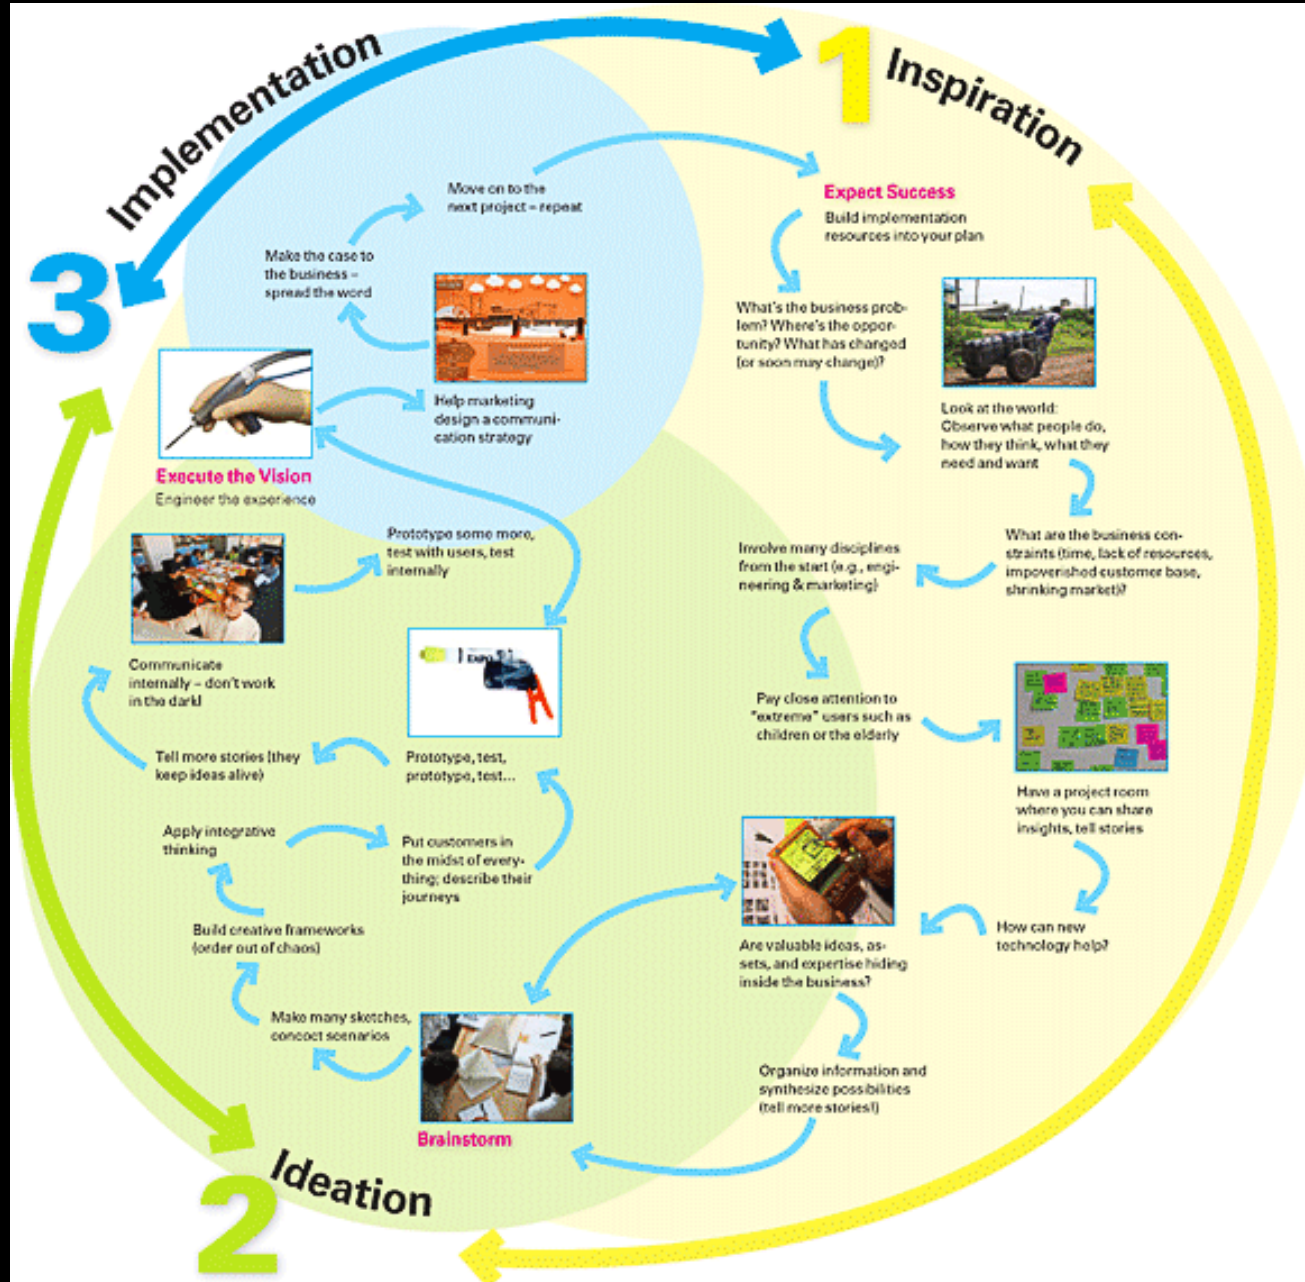 1
Inspiration
Expect Success
Build implementation
resources into your plan
What's the business prob-
lem? Where's the oppor-
tunity? What has changed
(or soon may change)?
Look at the world:
Observe what people do,
how they think, what they
need and want
What are the business con-
straints (time, lack of resources,
impoverished customer base,
shrinking market)?
Involve many disciplines
from the start (e.g., engi-
neering & marketing)
Pay close attention to
"extreme" users such as
children or the elderly
Have a project room
where you can share
insights, tell stories
How can new
technology help?
Are valuable ideas, as-
sets, and expertise hiding
inside the business?
Organize information and
synthesize possibilities
(tell more stories!)
2
Ideation
Brainstorm
Make many sketches,
concoct scenarios
Build creative frameworks
(order out of chaos)
Apply integrative
thinking
Put customers in
the midst of every-
thing; describe their
journeys
EXPO
Prototype, test,
prototype, test...
Tell more stories (they
keep ideas alive)
Communicate
internally – don't work
in the dark!
Prototype some more,
test with users, test
internally
3
Implementation
Execute the Vision
Engineer the experience
Help marketing
design a communi-
cation strategy
Make the case to
the business –
spread the word
Move on to the
next project – repeat